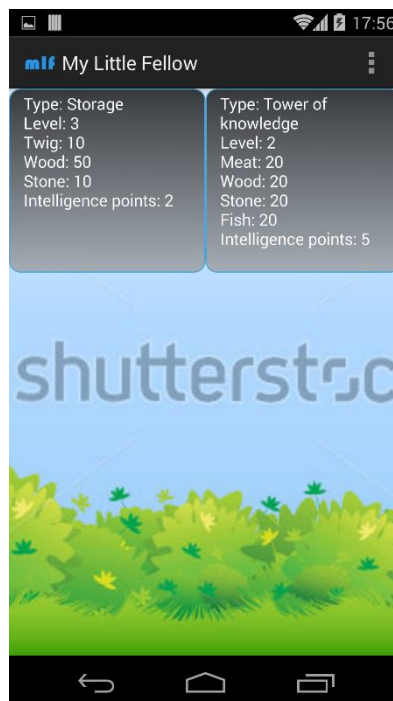 17:56
mlf My Little Fellow
Type: Storage
Level: 3
Twig: 10
Wood: 50
Stone: 10
Intelligence points: 2
Type: Tower of
knowledge
Level: 2
Meat: 20
Wood: 20
Stone: 20
Fish: 20
Intelligence points: 5
shutterstoc